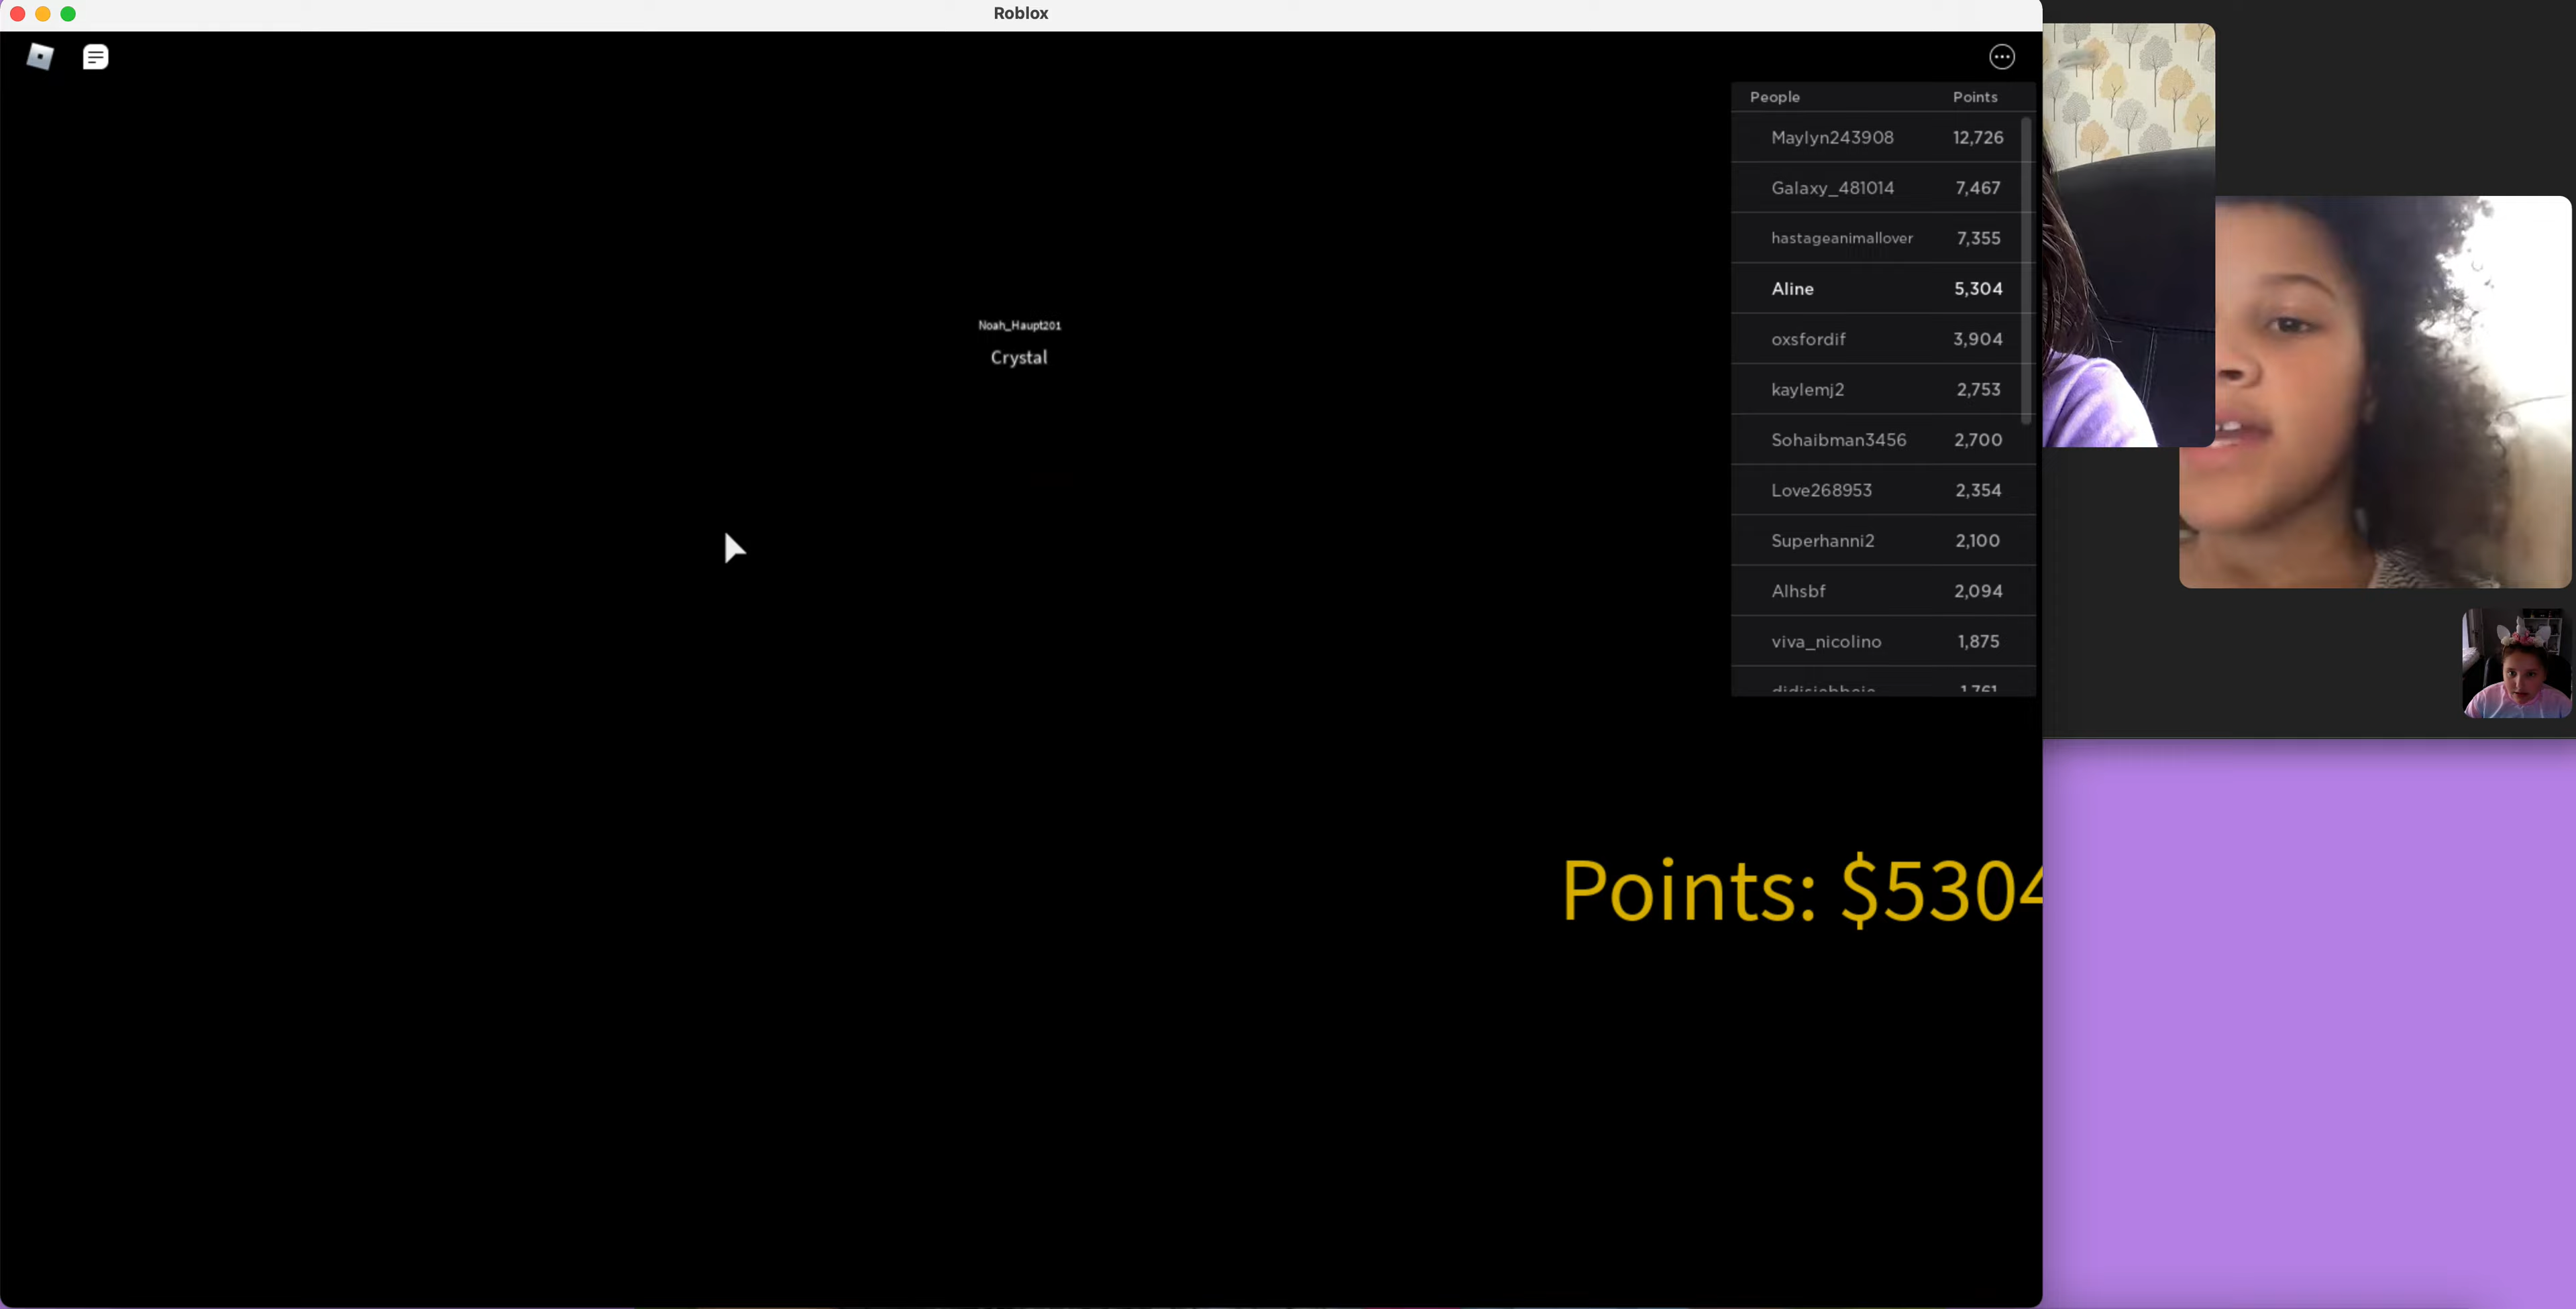 Roblox
People Points
Maylyn243908 12,726
Galaxy_481014 7,467
hastageanimallover 7,355
Aline 5,304
oxsfordif 3,904
kaylemj2 2,753
Sohaibman3456 2,700
Love268953 2,354
Superhanni2 2,100
Alhsbf 2,094
viva_nicolino 1,875
1,761
Noah_Haupt201
Crystal
Points: $5304